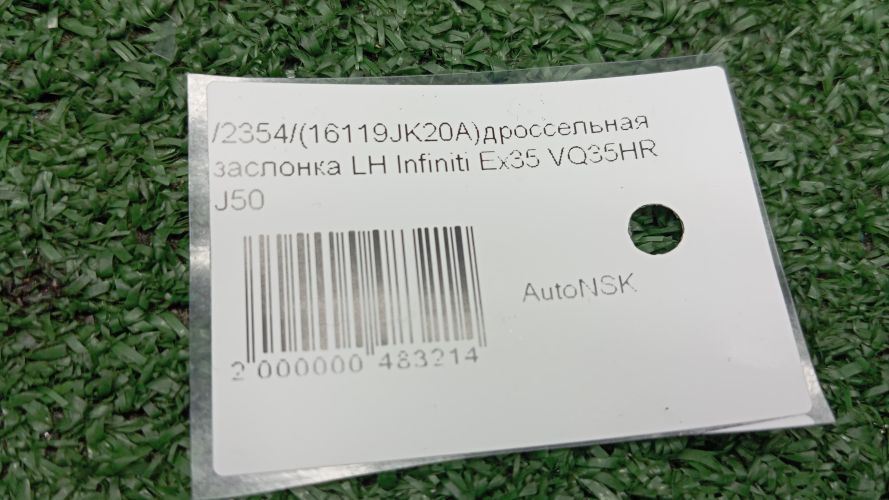 /2354/(16119JK20A)дроссельная
заслонка LH Infiniti Ex35 VQ35HR
J50
AutoNSK
2 000000 483214